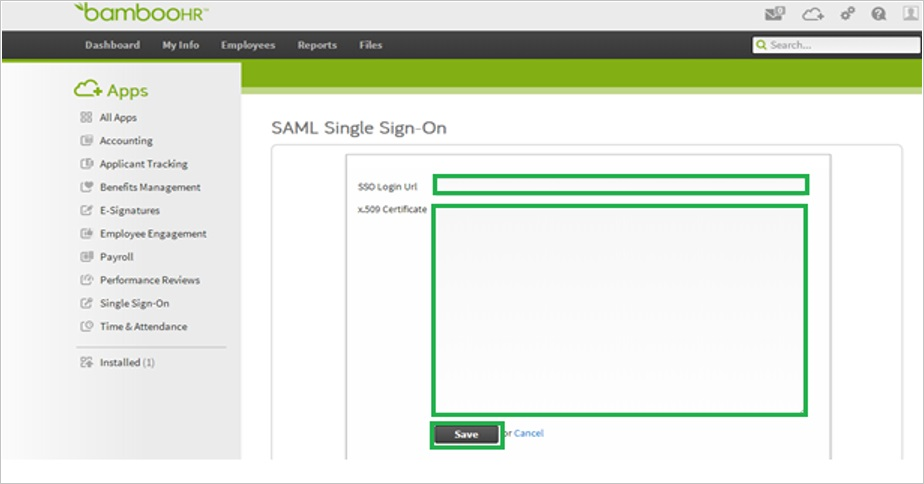 bambooHR™
Dashboard My Info Employees Reports Files
Search...
Apps
All Apps
Accounting
Applicant Tracking
Benefits Management
E-Signatures
Employee Engagement
Payroll
Performance Reviews
Single Sign-On
Time & Attendance
Installed (1)
SAML Single Sign-On
SSO Login Url
x.509 Certificate
Save or Cancel